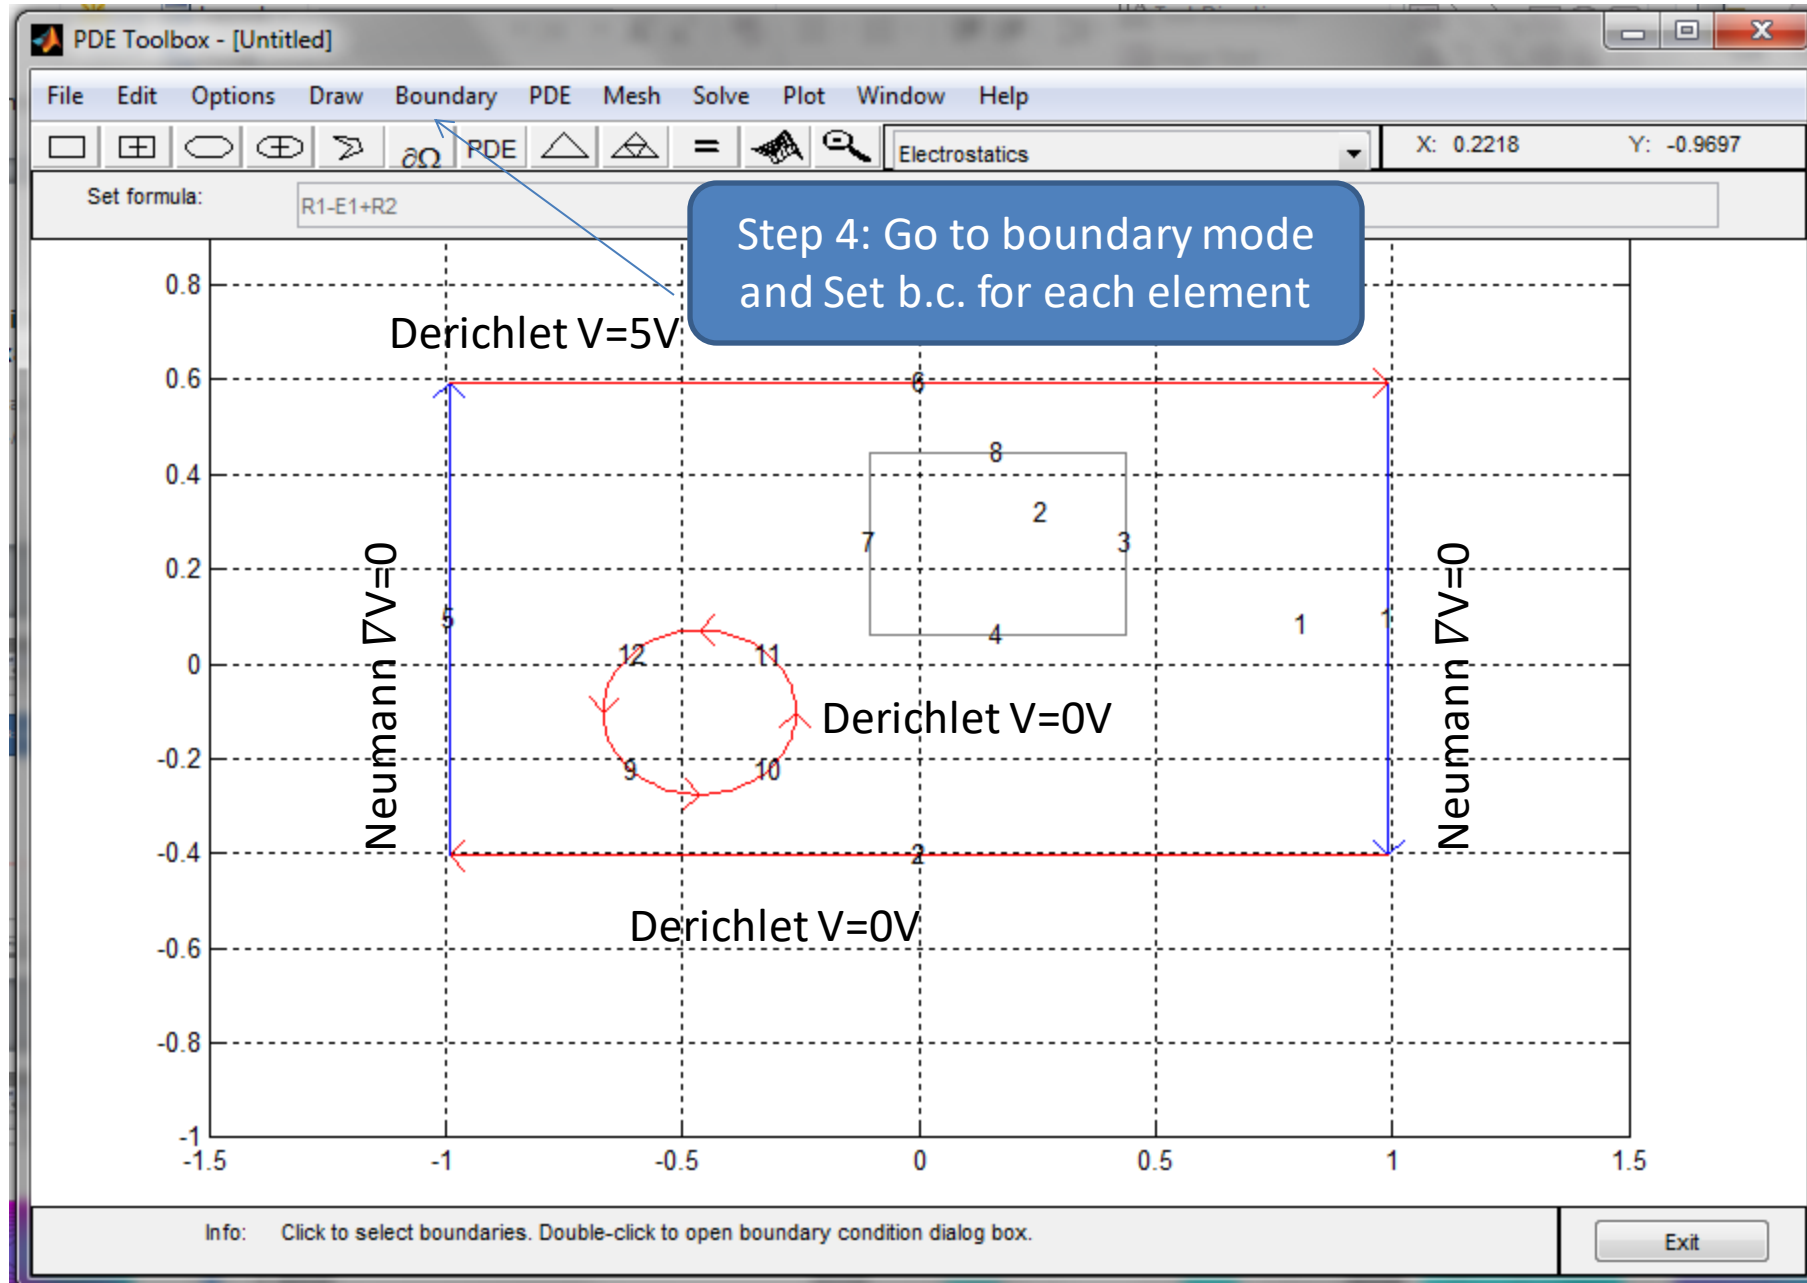 PDE Toolbox - [Untitled]
File Edit Options Draw Boundary PDE Mesh Solve Plot Window Help
∂Ω PDE = Electrostatics X: 0.2218 Y: -0.9697
Set formula: R1-E1+R2
Step 4: Go to boundary mode
and Set b.c. for each element
0.8
Derichlet V=5V
0.6
6
0.4
8
2
7
3
0.2
Neumann ∇V=0
5
1
1
Neumann ∇V=0
4
0
12
11
Derichlet V=0V
-0.2
9
10
-0.4
2
Derichlet V=0V
-0.6
-0.8
-1
-1.5 -1 -0.5 0 0.5 1 1.5
Info: Click to select boundaries. Double-click to open boundary condition dialog box.
Exit